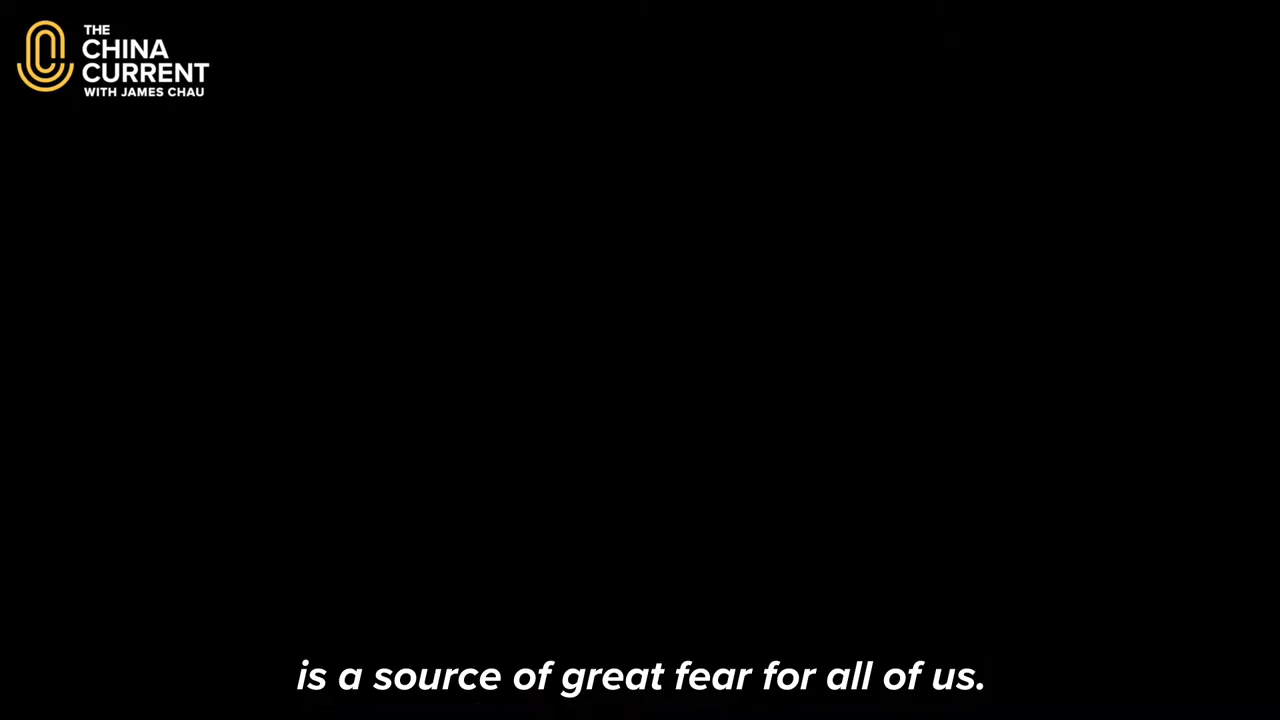 THE
CHINA
CURRENT
WITH JAMES CHAU
is a source of great fear for all of us.